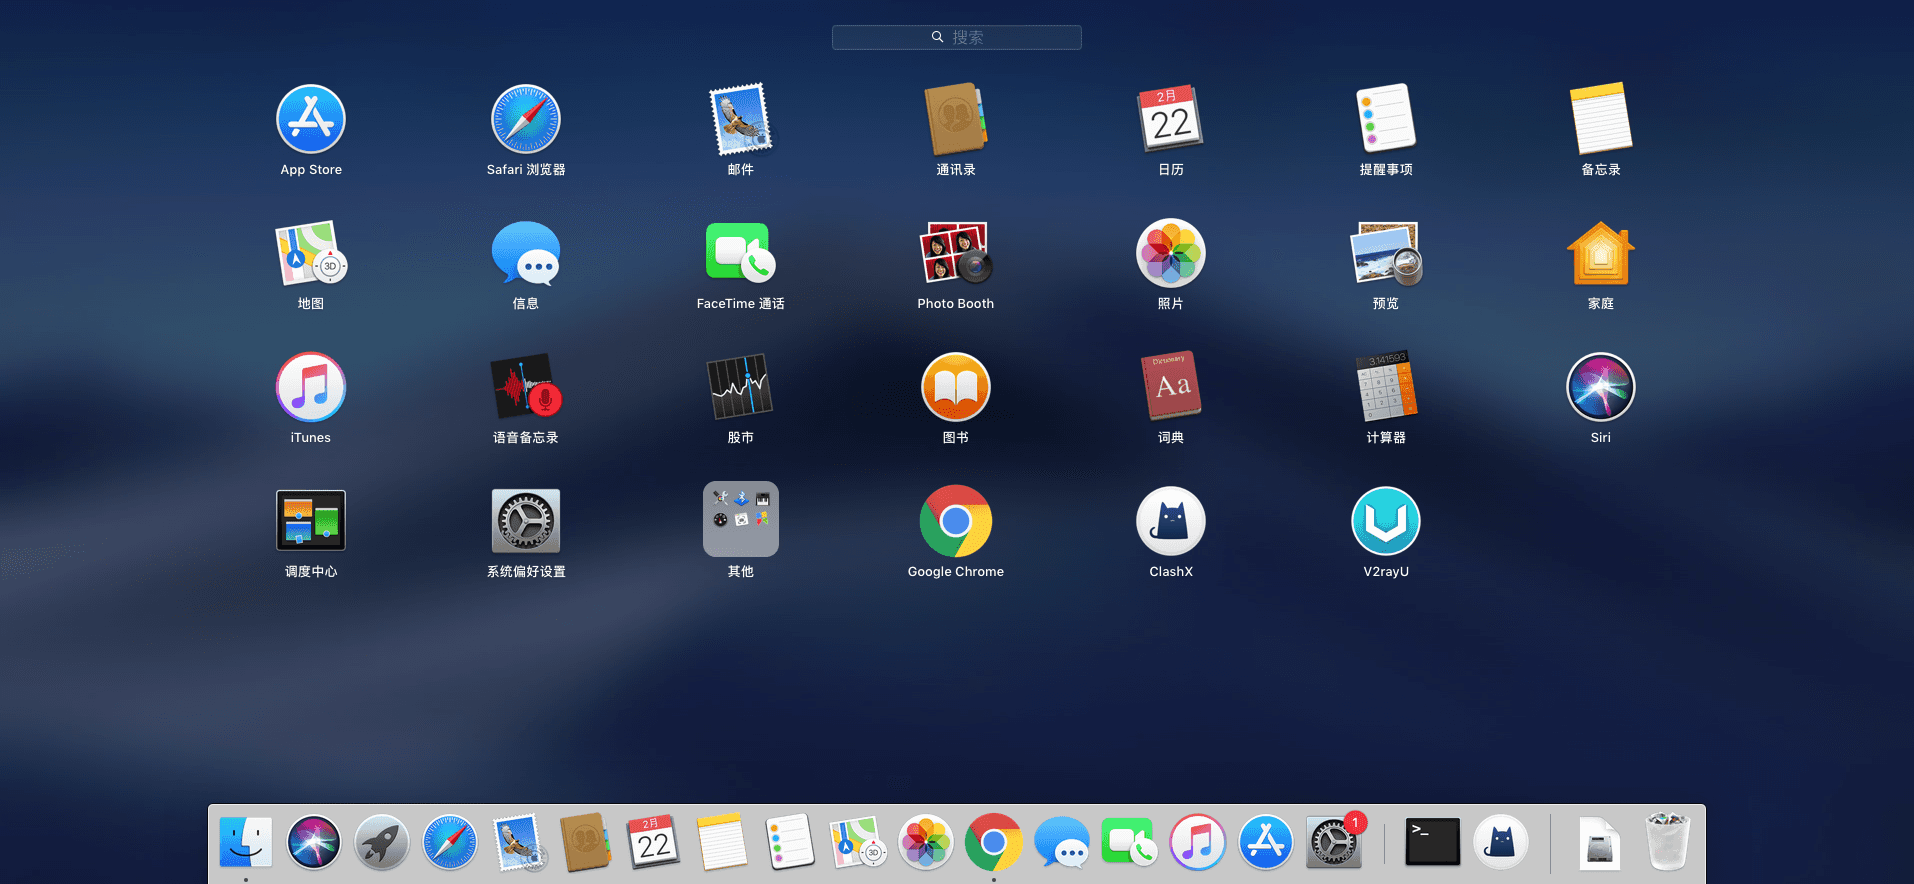 搜索
App Store
Safari 浏览器
邮件
2月
22
通讯录
日历
提醒事项
备忘录
3D
地图
信息
FaceTime 通话
Photo Booth
照片
预览
家庭
iTunes
语音备忘录
股市
图书
Dictionary
Aa
词典
3.141593
计算器
Siri
调度中心
系统偏好设置
其他
Google Chrome
ClashX
V2rayU
2月
22
3D
1
>_